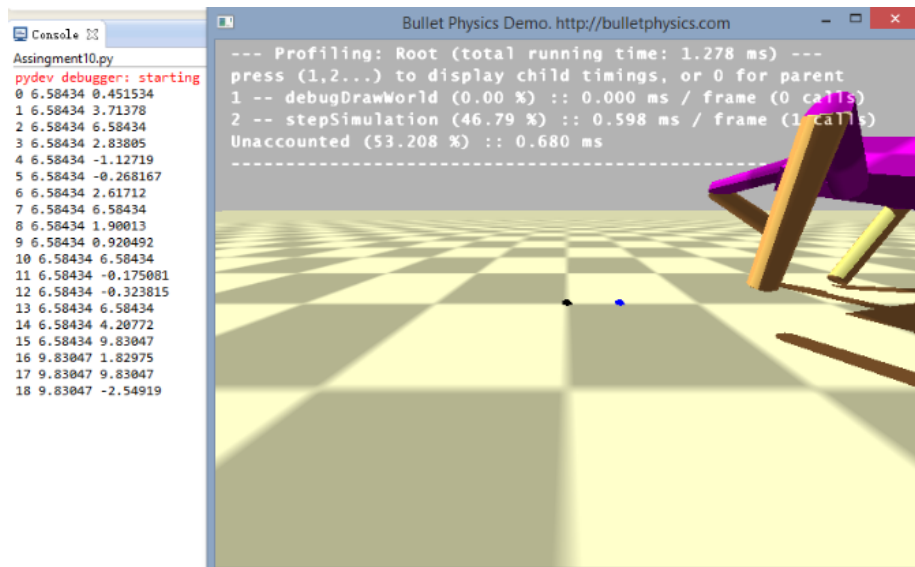 Console
Assingment10.py
pydev debugger: starting
0 6.58434 0.451534
1 6.58434 3.71378
2 6.58434 6.58434
3 6.58434 2.83805
4 6.58434 -1.12719
5 6.58434 -0.268167
6 6.58434 2.61712
7 6.58434 6.58434
8 6.58434 1.90013
9 6.58434 0.920492
10 6.58434 6.58434
11 6.58434 -0.175081
12 6.58434 -0.323815
13 6.58434 6.58434
14 6.58434 4.20772
15 6.58434 9.83047
16 9.83047 1.82975
17 9.83047 9.83047
18 9.83047 -2.54919
Bullet Physics Demo. http://bulletphysics.com
--- Profiling: Root (total running time: 1.278 ms) ---
press (1,2...) to display child timings, or 0 for parent
1 -- debugDrawWorld (0.00 %) :: 0.000 ms / frame (0 calls)
2 -- stepSimulation (46.79 %) :: 0.598 ms / frame (1 calls)
Unaccounted (53.208 %) :: 0.680 ms
-------------------------------------------------